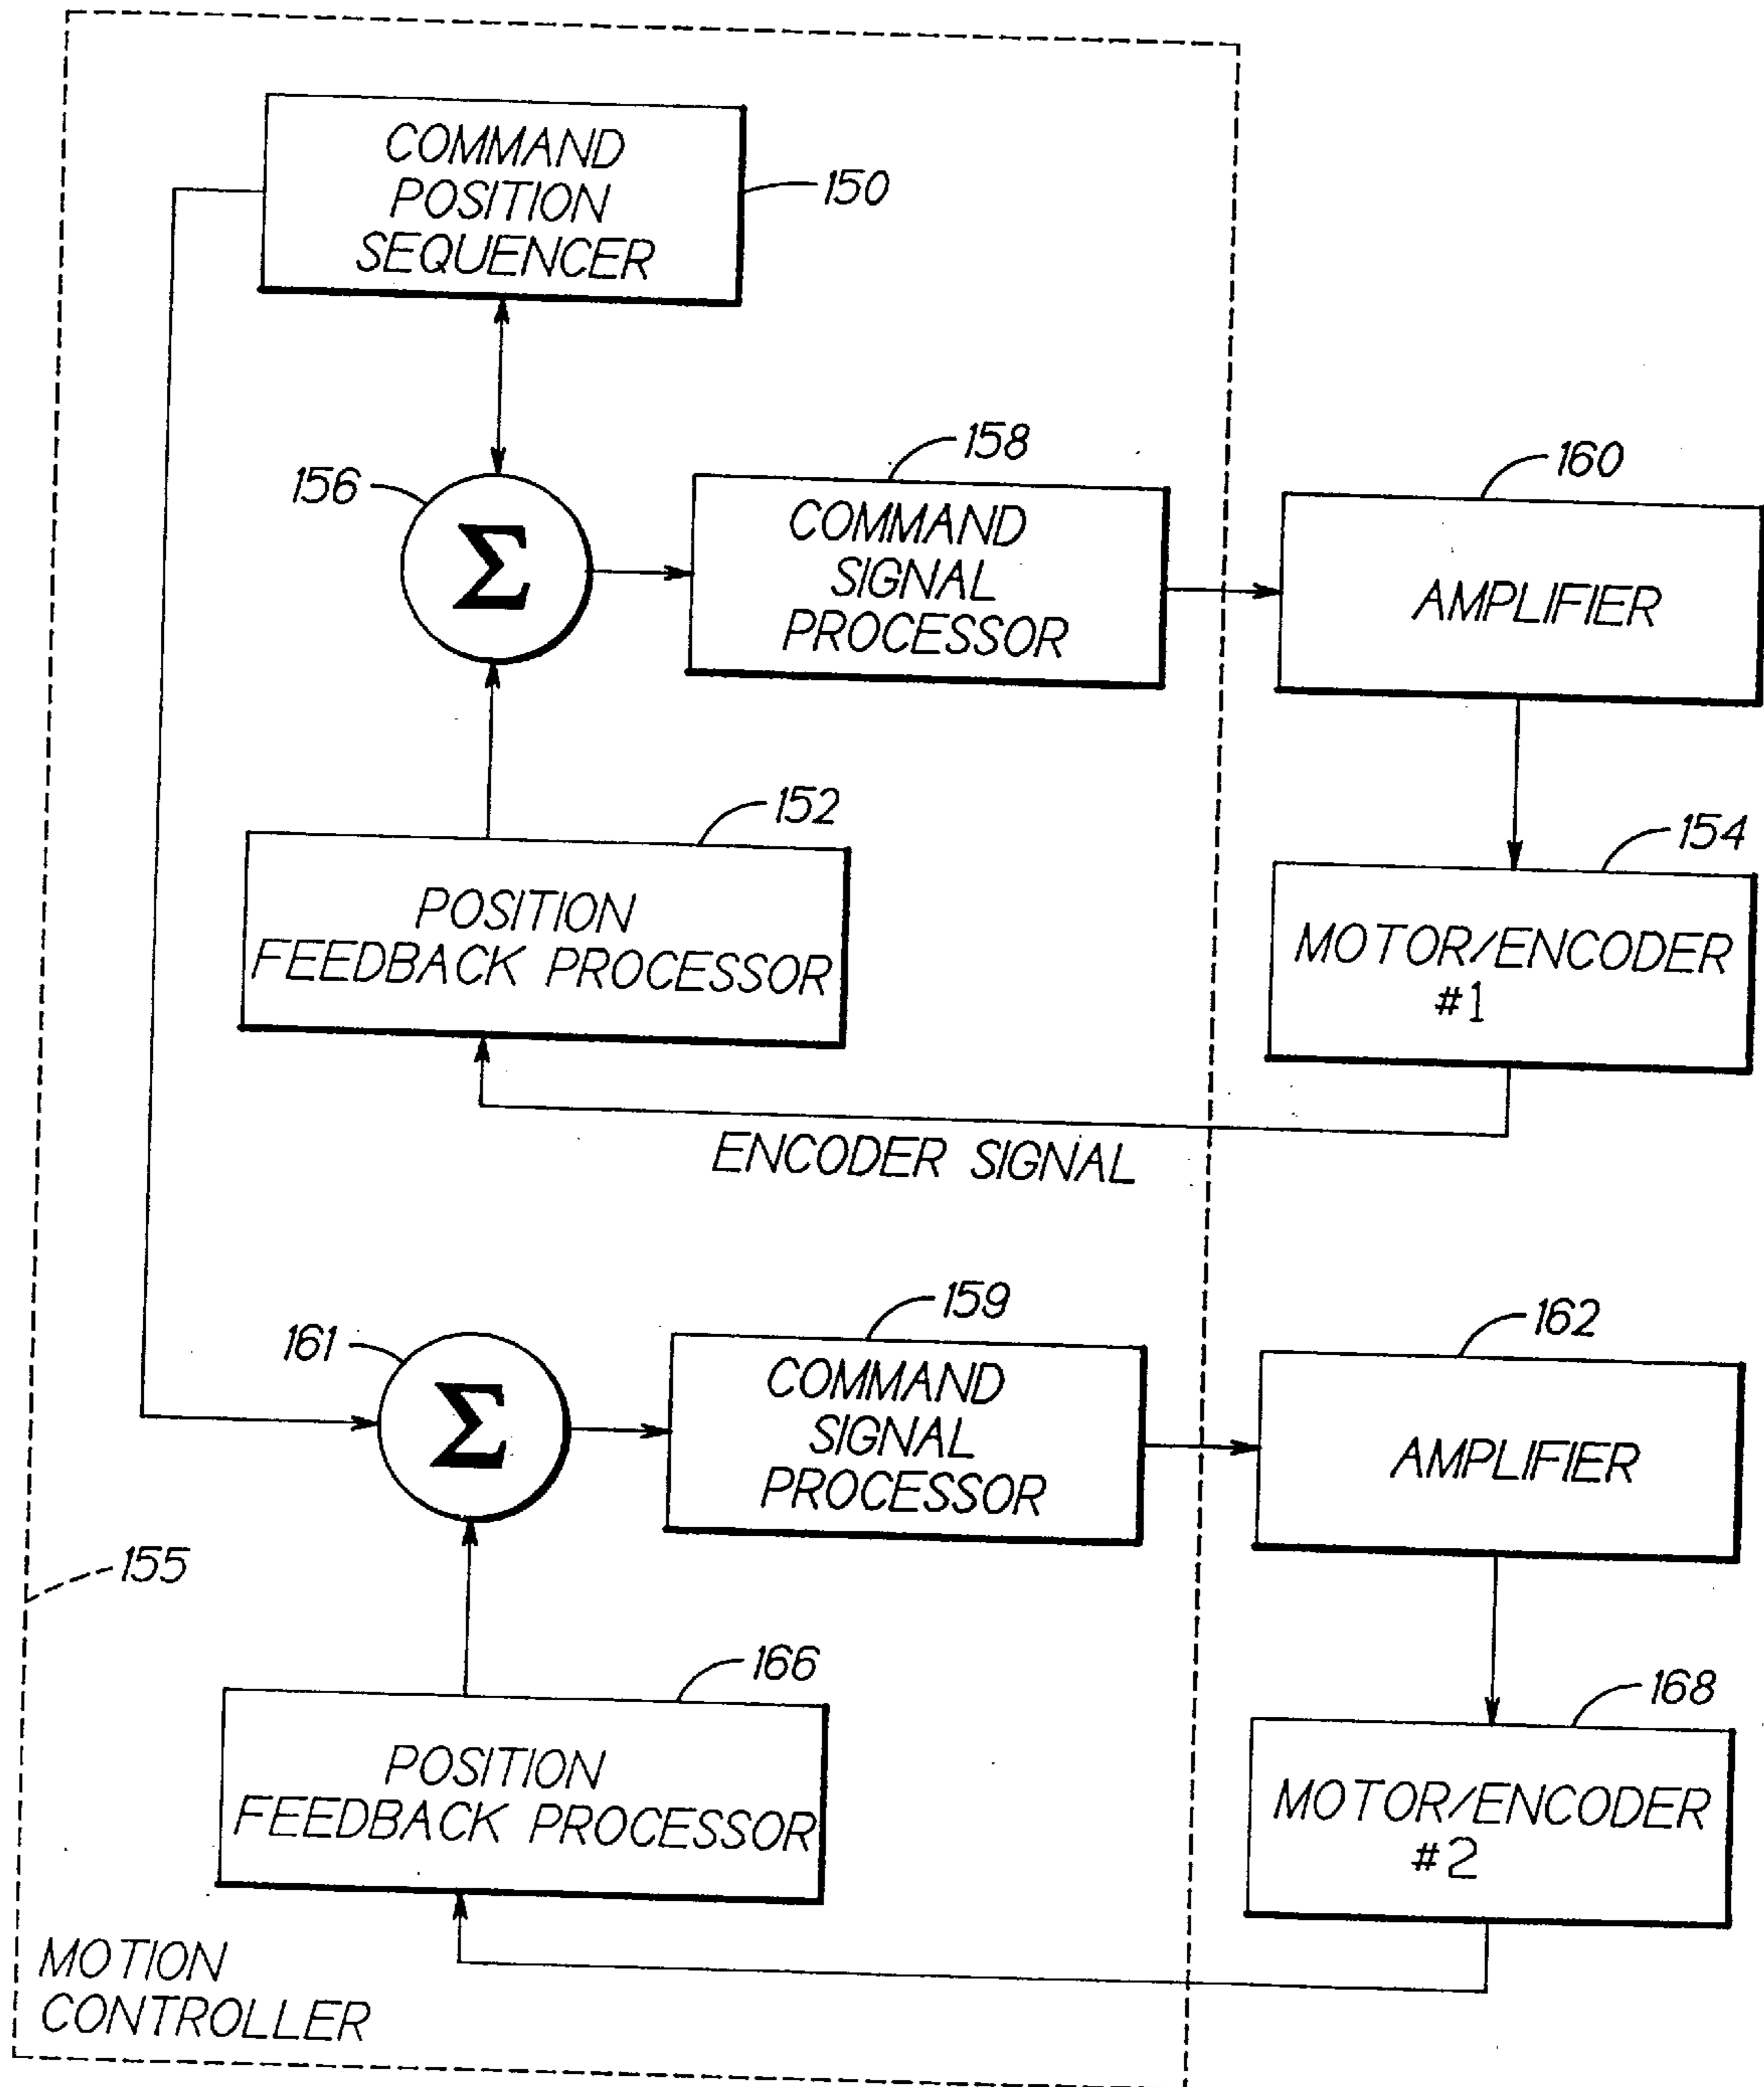 COMMAND
POSITION
SEQUENCER
150
156
Σ
158
COMMAND
SIGNAL
PROCESSOR
160
AMPLIFIER
152
POSITION
FEEDBACK PROCESSOR
154
MOTOR/ENCODER
#1
ENCODER SIGNAL
161
Σ
159
COMMAND
SIGNAL
PROCESSOR
162
AMPLIFIER
155
166
POSITION
FEEDBACK PROCESSOR
168
MOTOR/ENCODER
#2
MOTION
CONTROLLER